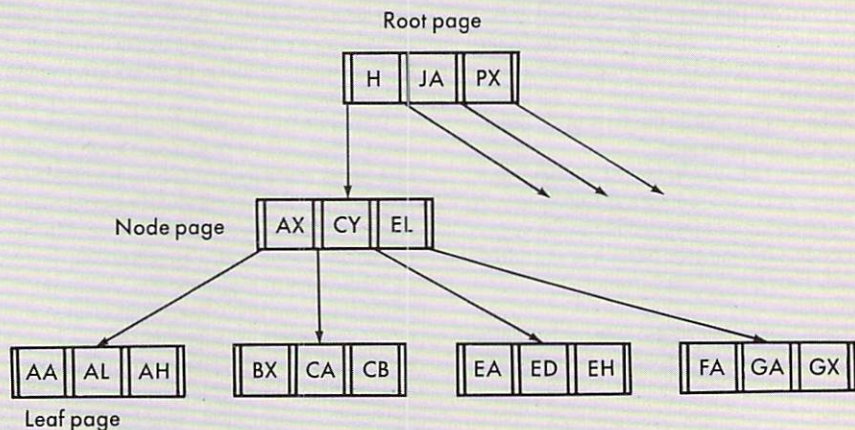 Root page
H JA PX
Node page
AX CY EL
AA AL AH
BX CA CB
EA ED EH
FA GA GX
Leaf page